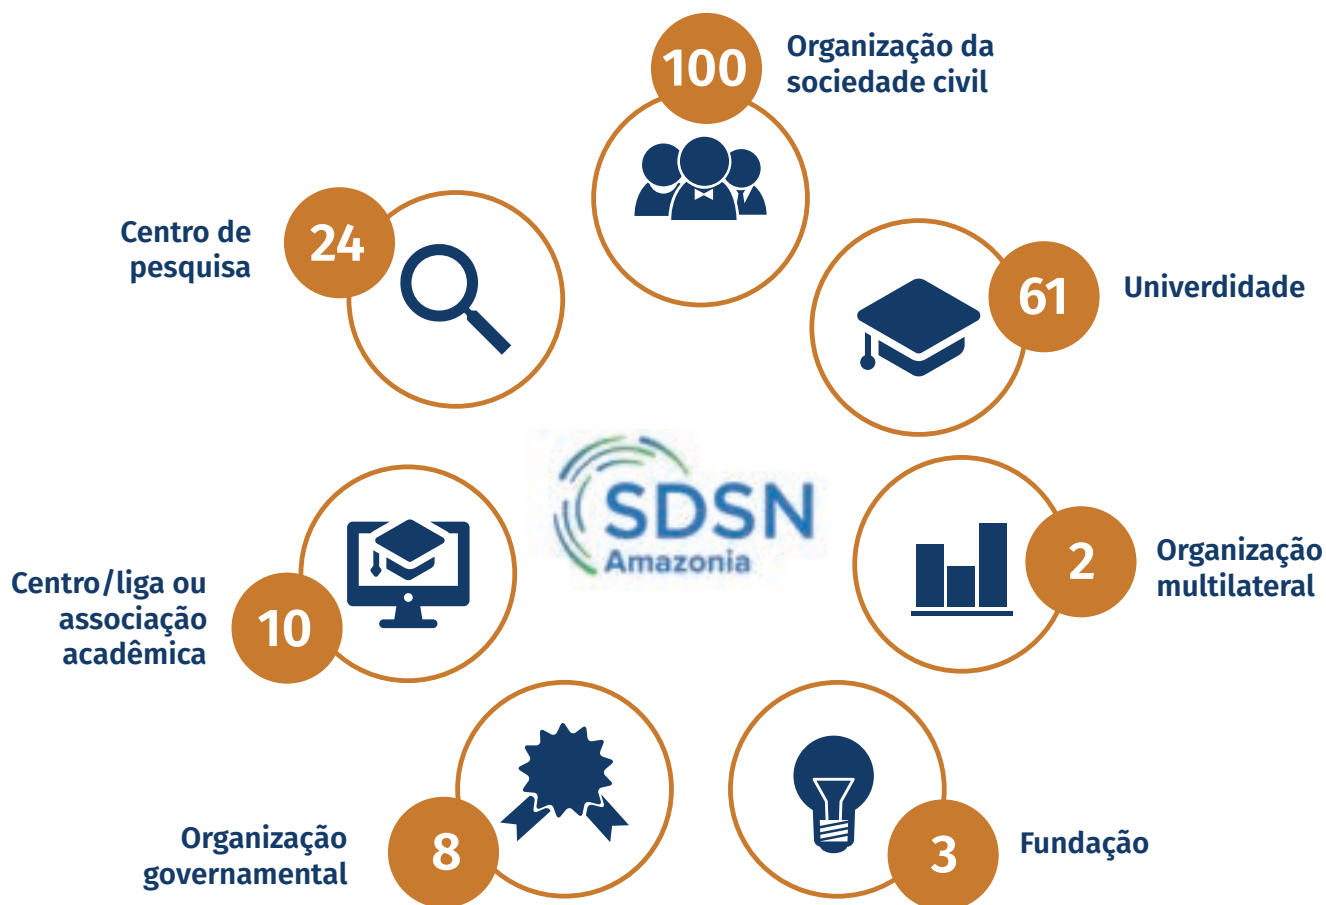 100
Organização da
sociedade civil
24
Centro de
pesquisa
61
Univerdidade
SDSN
Amazonia
2
Organização
multilateral
10
Centro/liga ou
associação
acadêmica
8
Organização
governamental
3
Fundação